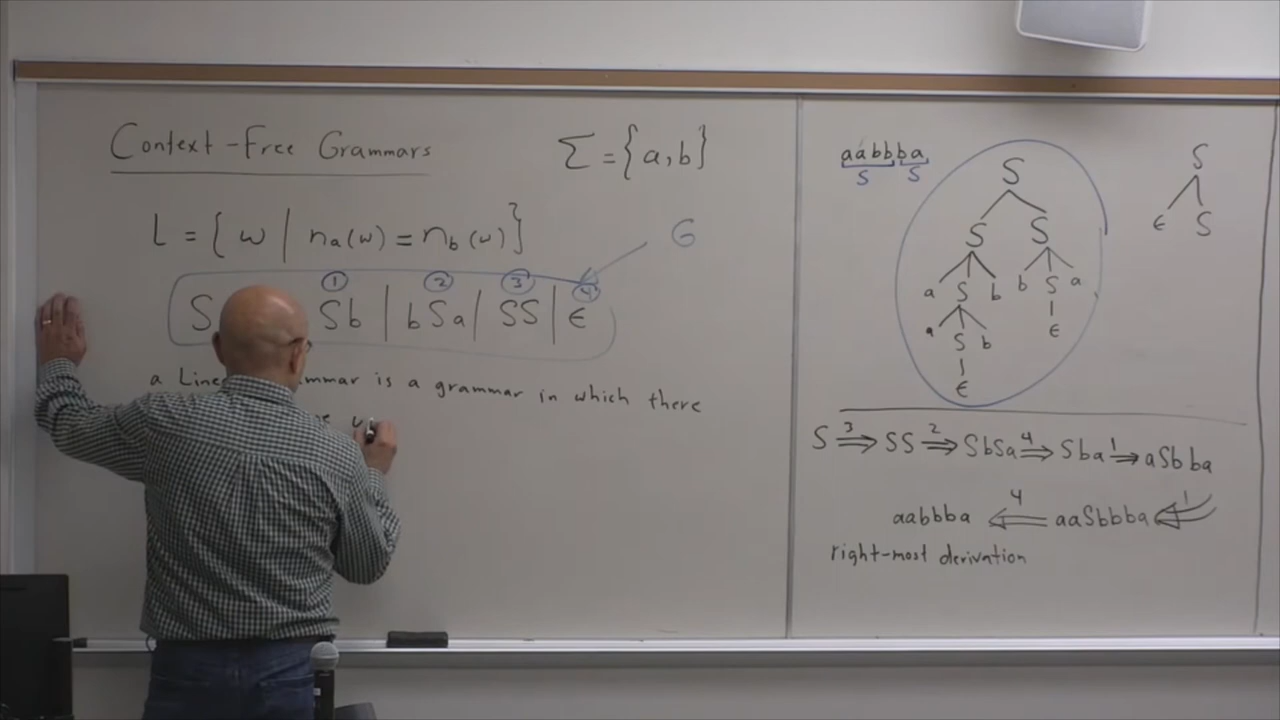 Context-Free Grammars
Σ = {a,b}
L = { w | nₐ(w) = n_b(w) }
G
① ② ③ ④
S Sb | bSa | SS | ϵ
a Line mmar is a grammar in which there
aabbba
S S
S
S S
a S b b S a
a S b ϵ
ϵ
S
ϵ S
S ⇒³ SS ⇒² SbSa ⇒⁴ Sba ⇒¹ aSbba
aabbba ⇐⁴ aaSbbba ⇐¹
right-most derivation